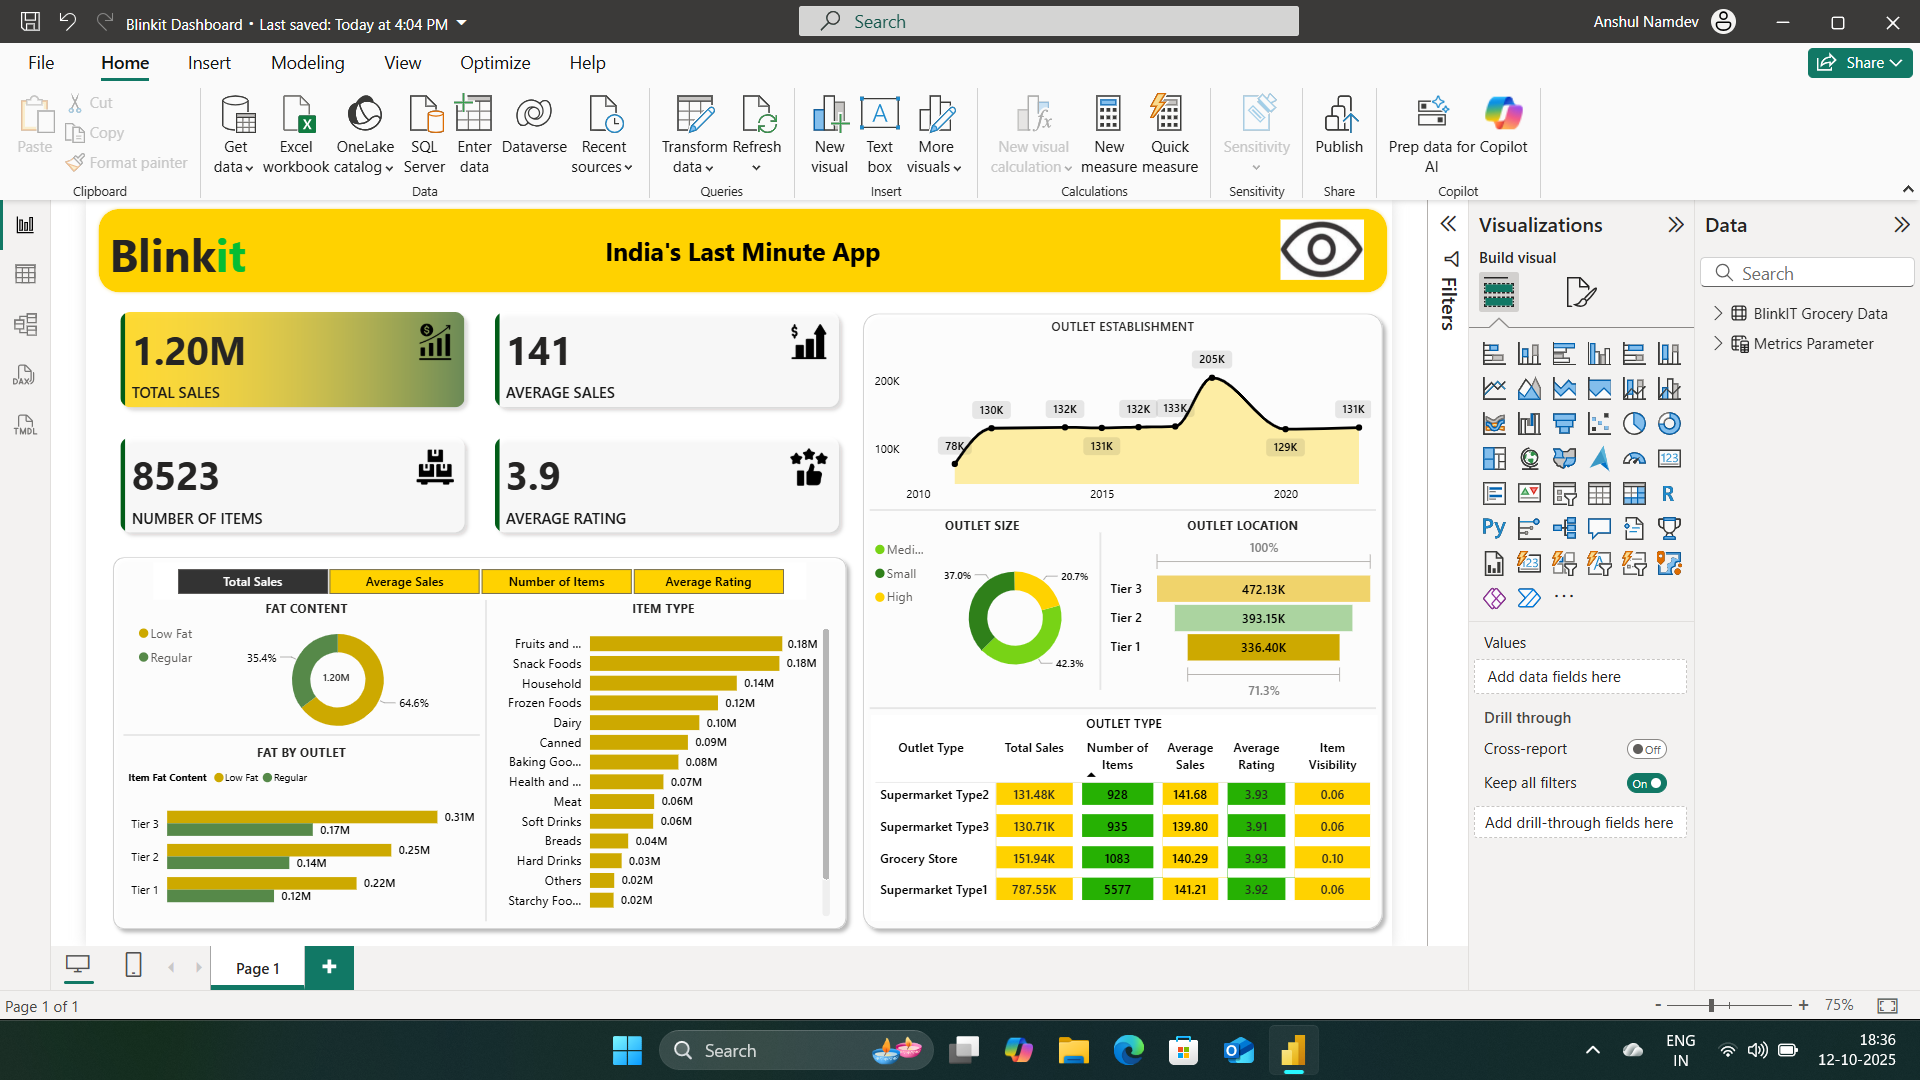 Blinkit Dashboard • Last saved: Today at 4:04 PM
Search
Anshul Namdev
File
Home
Insert
Modeling
View
Optimize
Help
Share
Paste
Cut
Copy
Format painter
Clipboard
Get data
Excel workbook
OneLake catalog
SQL Server
Enter data
Dataverse
Recent sources
Data
Transform data
Refresh
Queries
New visual
Text box
More visuals
Insert
New visual calculation
New measure
Quick measure
Calculations
Sensitivity
Sensitivity
Publish
Share
Prep data for AI
Copilot
Copilot
DAX
TMDL
Blinkit
India's Last Minute App
1.20M
TOTAL SALES
141
AVERAGE SALES
8523
NUMBER OF ITEMS
3.9
AVERAGE RATING
Total Sales
Average Sales
Number of Items
Average Rating
FAT CONTENT
Low Fat
Regular
35.4%
1.20M
64.6%
FAT BY OUTLET
Item Fat Content Low Fat Regular
Tier 3 0.31M
0.17M
Tier 2 0.25M
0.14M
Tier 1 0.22M
0.12M
ITEM TYPE
Fruits and ... 0.18M
Snack Foods 0.18M
Household 0.14M
Frozen Foods 0.12M
Dairy 0.10M
Canned 0.09M
Baking Goo... 0.08M
Health and ... 0.07M
Meat 0.06M
Soft Drinks 0.06M
Breads 0.04M
Hard Drinks 0.03M
Others 0.02M
Starchy Foo... 0.02M
OUTLET ESTABLISHMENT
200K
100K
78K
130K
132K
131K
132K
133K
205K
129K
131K
2010
2015
2020
OUTLET SIZE
Medi...
Small
High
37.0%
20.7%
42.3%
OUTLET LOCATION
100%
Tier 3 472.13K
Tier 2 393.15K
Tier 1 336.40K
71.3%
OUTLET TYPE
Outlet Type Total Sales Number of Items Average Sales Average Rating Item Visibility
Supermarket Type2 131.48K 928 141.68 3.93 0.06
Supermarket Type3 130.71K 935 139.80 3.91 0.06
Grocery Store 151.94K 1083 140.29 3.93 0.10
Supermarket Type1 787.55K 5577 141.21 3.92 0.06
Filters
Visualizations
Build visual
123
R
Py
123
Values
Add data fields here
Drill through
Cross-report
Off
Keep all filters
On
Add drill-through fields here
Data
Search
BlinkIT Grocery Data
Metrics Parameter
Page 1
+
Page 1 of 1
- + 75%
Search
ENG
IN
18:36
12-10-2025